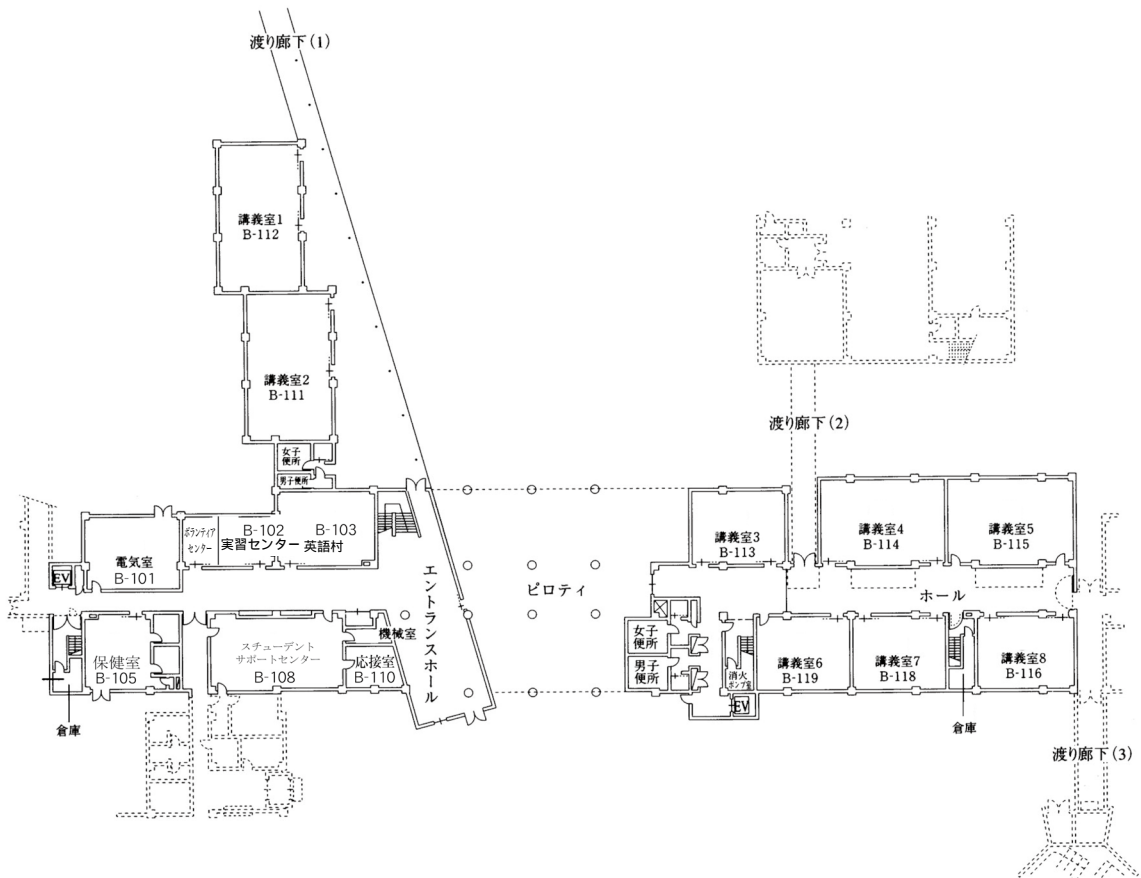 渡り廊下(1)
講義室1
B-112
講義室2
B-111
女子
便所
男子便所
渡り廊下(2)
ボランティア
センター
B-102
実習センター
B-103
英語村
電気室
B-101
EV
エントランスホール
ピロティ
講義室3
B-113
講義室4
B-114
講義室5
B-115
ホール
機械室
保健室
B-105
スチューデント
サポートセンター
B-108
応接室
B-110
倉庫
女子
便所
男子
便所
消火
ポンプ室
EV
講義室6
B-119
講義室7
B-118
講義室8
B-116
倉庫
渡り廊下(3)